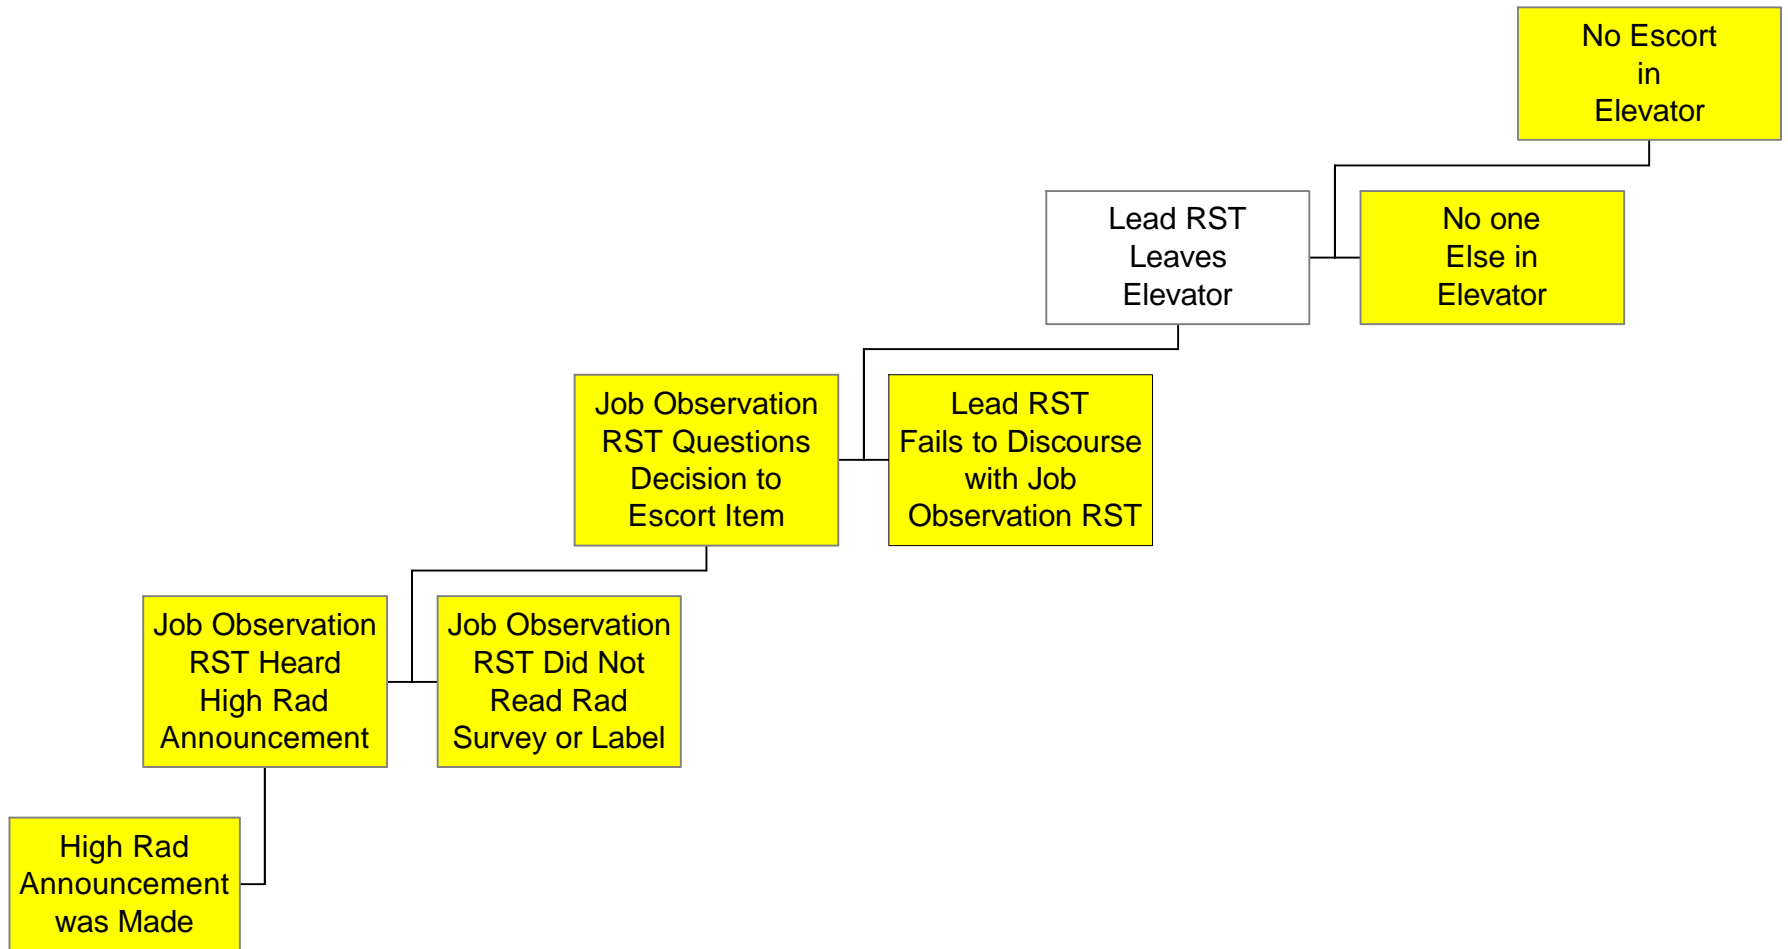 No Escort
in
Elevator
Lead RST
Leaves
Elevator
No one
Else in
Elevator
Job Observation
RST Questions
Decision to
Escort Item
Lead RST
Fails to Discourse
with Job
Observation RST
Job Observation
RST Heard
High Rad
Announcement
Job Observation
RST Did Not
Read Rad
Survey or Label
High Rad
Announcement
was Made